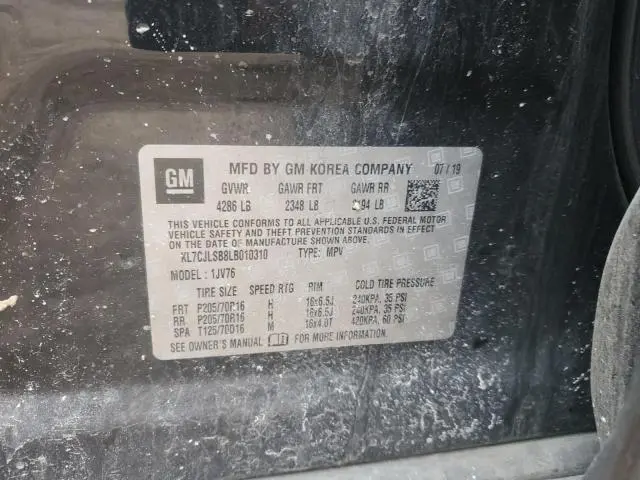 GM
MFD BY GM KOREA COMPANY 07/19
GVWR GAWR FRT GAWR RR
4286 LB 2348 LB 2194 LB
THIS VEHICLE CONFORMS TO ALL APPLICABLE U.S. FEDERAL MOTOR
VEHICLE SAFETY AND THEFT PREVENTION STANDARDS IN EFFECT
ON THE DATE OF MANUFACTURE SHOWN ABOVE.
XL7CJLSB8LB010310 TYPE: MPV
MODEL: 1JV76
TIRE SIZE SPEED RTG RIM COLD TIRE PRESSURE
FRT P205/70R16 H 16x6.5J 240KPA, 35 PSI
RR P205/70R16 H 16x6.5J 240KPA, 35 PSI
SPA T125/70D16 M 16x4.0T 420KPA, 60 PSI
SEE OWNER'S MANUAL FOR MORE INFORMATION.